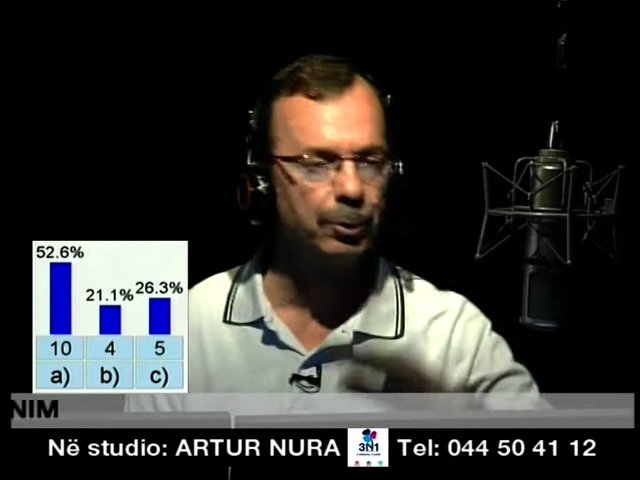 52.6%
21.1% 26.3%
10 4 5
a) b) c)
NIM
Në studio: ARTUR NURA 3N1 Tel: 044 50 41 12